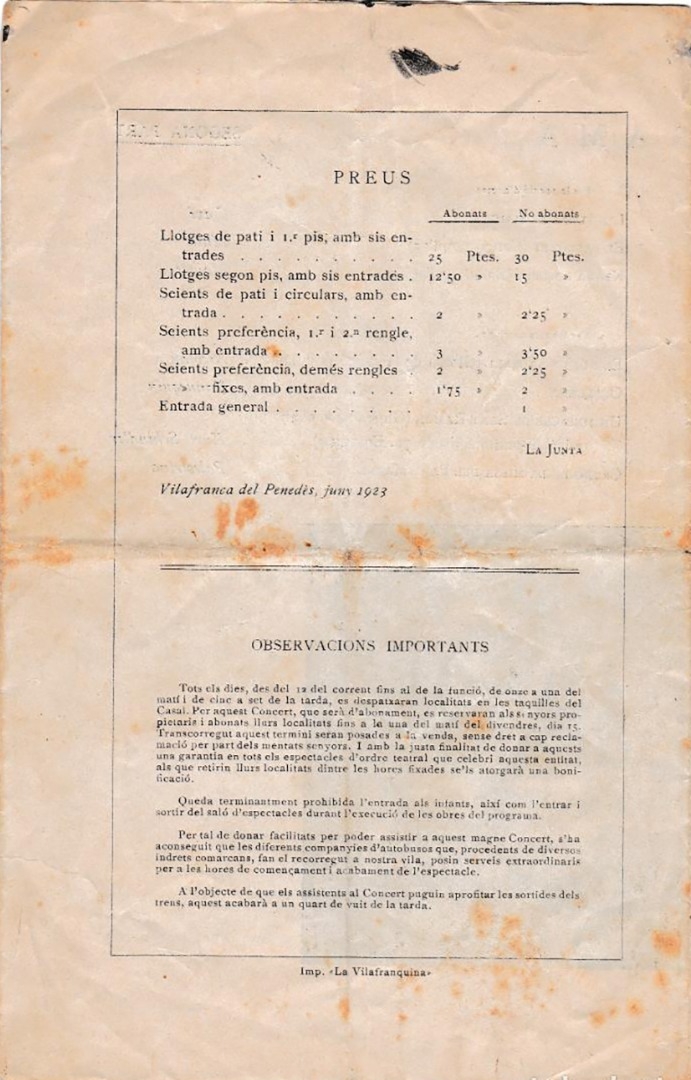 PREUS
Abonats No abonats
Llotges de pati i 1.r pis, amb sis en-
trades . . . . . . . . . . 25 Ptes. 30 Ptes.
Llotges segon pis, amb sis entrades . 12'50 » 15 »
Seients de pati i circulars, amb en-
trada . . . . . . . . . . 2 » 2'25 »
Seients preferència, 1.r i 2.n rengle,
amb entrada . . . . . . . . 3 » 3'50 »
Seients preferència, demés rengles . 2 » 2'25 »
» fixes, amb entrada . . . . 1'75 » 2 »
Entrada general . . . . . . . . 1 »
LA JUNTA
Vilafranca del Penedès, juny 1923
OBSERVACIONS IMPORTANTS
Tots els dies, des del 12 del corrent fins al de la funció, de onze a una del
matí i de cinc a set de la tarda, es despatxaran localitats en les taquilles del
Casal. Per aquest Concert, que serà d'abonament, es reservaran als senyors pro-
pietaris i abonats llurs localitats fins a la una del matí del divendres, dia 15.
Transcorregut aquest termini seran posades a la venda, sense dret a cap recla-
mació per part dels mentats senyors. I amb la justa finalitat de donar a aquests
una garantia en tots els espectacles d'ordre teatral que celebri aquesta entitat,
als que retirin llurs localitats dintre les hores fixades se'ls atorgarà una boni-
ficació.
Queda terminantment prohibida l'entrada als infants, així com l'entrar i
sortir del saló d'espectacles durant l'execució de les obres del programa.
Per tal de donar facilitats per poder assistir a aquest magne Concert, s'ha
aconseguit que les diferents companyies d'autobusos que, procedents de diversos
indrets comarcans, fan el recorregut a nostra vila, posin serveis extraordinaris
per a les hores de començament i acabament de l'espectacle.
A l'objecte de que els assistents al Concert puguin aprofitar les sortides dels
trens, aquest acabarà a un quart de vuit de la tarda.
Imp. «La Vilafranquina»